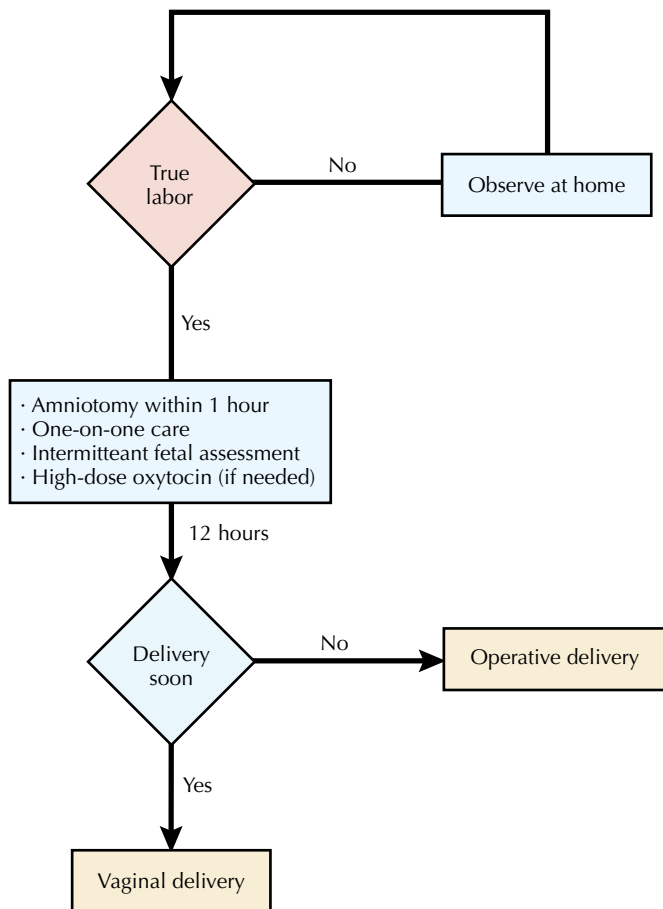 True
labor
No
Observe at home
Yes
· Amniotomy within 1 hour
· One-on-one care
· Intermitteant fetal assessment
· High-dose oxytocin (if needed)
12 hours
Delivery
soon
No
Operative delivery
Yes
Vaginal delivery